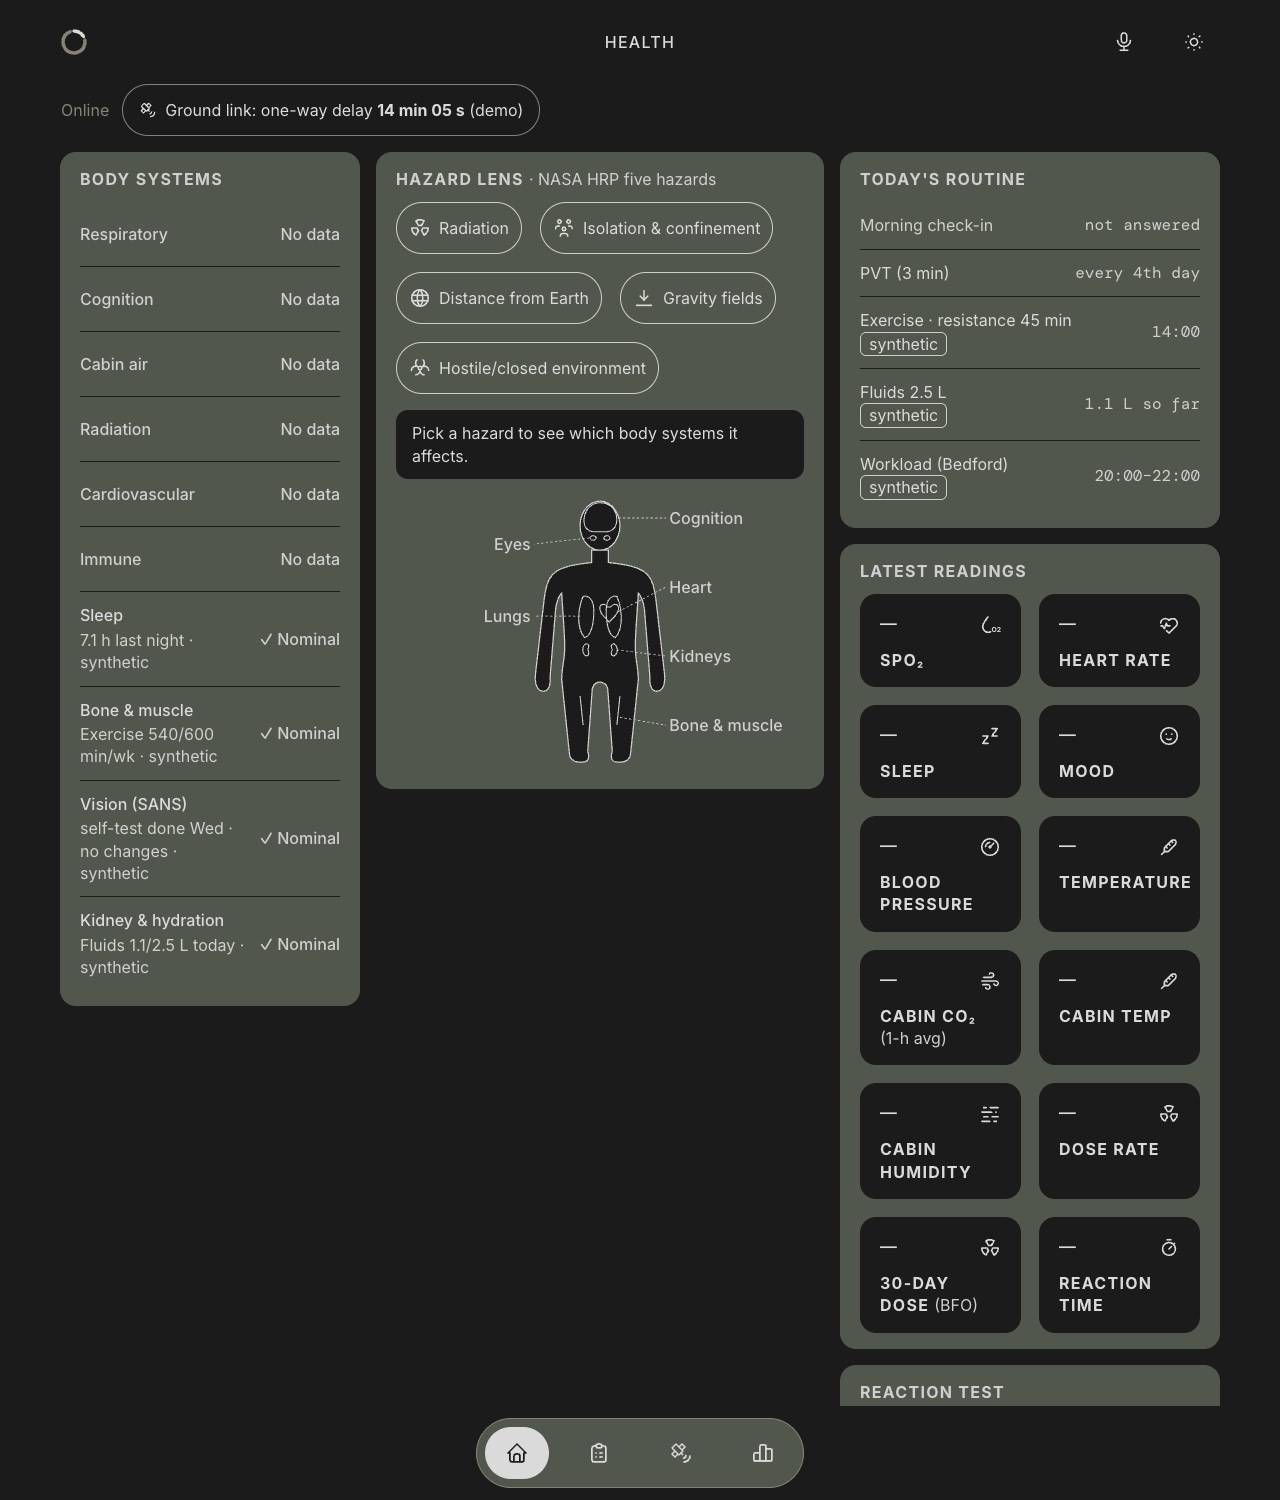 HEALTH
Online
Ground link: one-way delay 14 min 05 s (demo)
BODY SYSTEMS
Respiratory No data
Cognition No data
Cabin air No data
Radiation No data
Cardiovascular No data
Immune No data
Sleep
7.1 h last night ·
synthetic
✓ Nominal
Bone & muscle
Exercise 540/600
min/wk · synthetic
✓ Nominal
Vision (SANS)
self-test done Wed ·
no changes ·
synthetic
✓ Nominal
Kidney & hydration
Fluids 1.1/2.5 L today ·
synthetic
✓ Nominal
HAZARD LENS · NASA HRP five hazards
Radiation
Isolation & confinement
Distance from Earth
Gravity fields
Hostile/closed environment
Pick a hazard to see which body systems it
affects.
Cognition
Eyes
Heart
Lungs
Kidneys
Bone & muscle
TODAY'S ROUTINE
Morning check-in not answered
PVT (3 min) every 4th day
Exercise · resistance 45 min
synthetic
14:00
Fluids 2.5 L
synthetic
1.1 L so far
Workload (Bedford)
synthetic
20:00–22:00
LATEST READINGS
—
O2
SPO₂
—
HEART RATE
—
zZ
SLEEP
—
MOOD
—
BLOOD
PRESSURE
—
TEMPERATURE
—
CABIN CO₂
(1-h avg)
—
CABIN TEMP
—
CABIN
HUMIDITY
—
DOSE RATE
—
30-DAY
DOSE (BFO)
—
REACTION
TIME
REACTION TEST